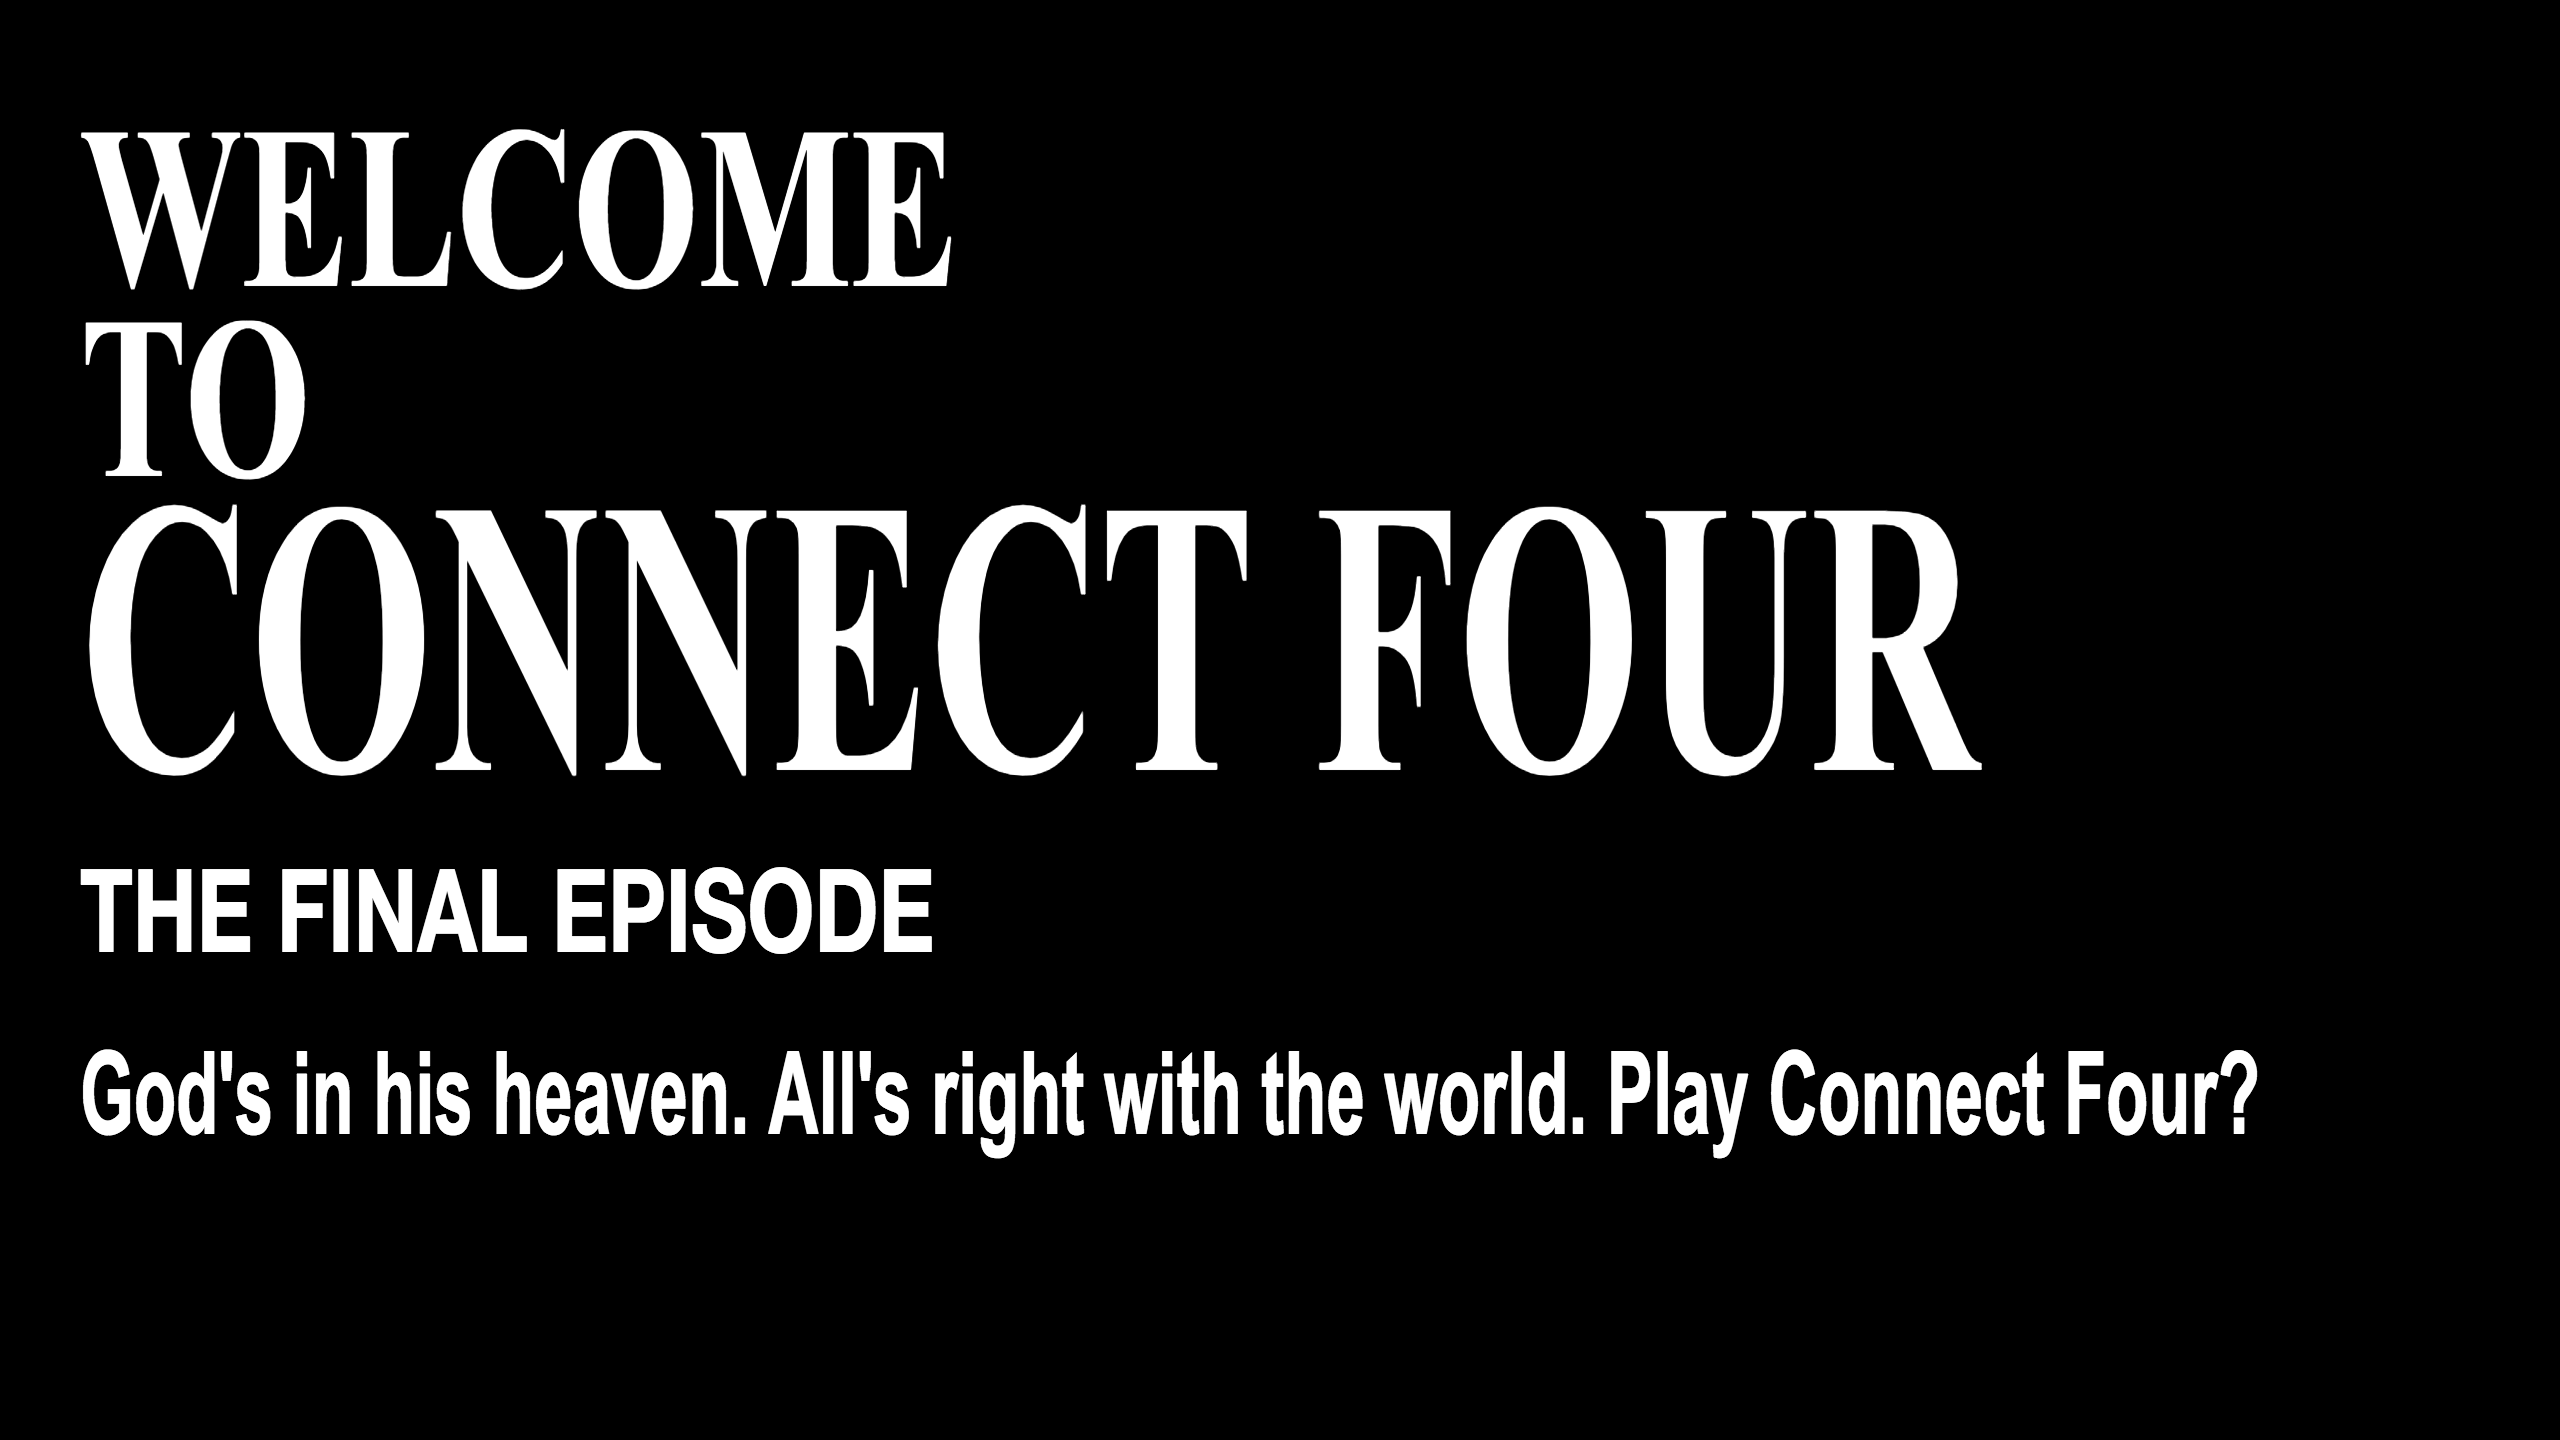 WELCOME
TO
CONNECT FOUR
THE FINAL EPISODE
God's in his heaven. All's right with the world. Play Connect Four?